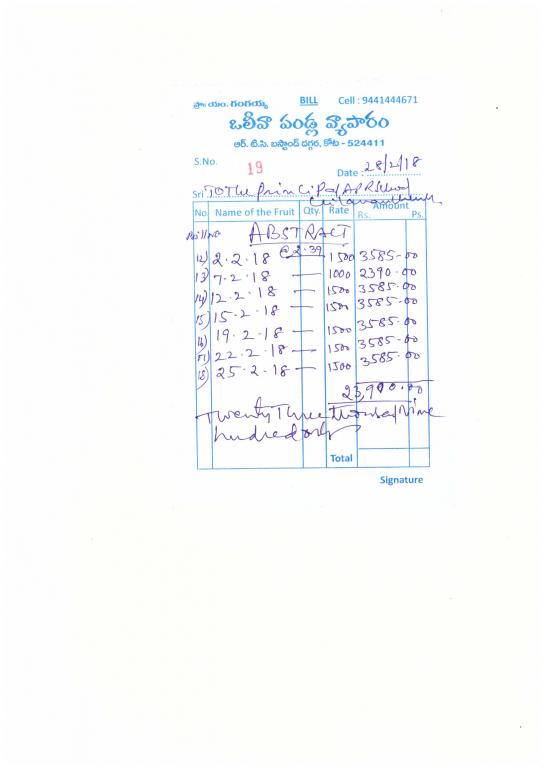 ప్రొ: యం. గంగయ్య BILL Cell : 9441444671
ఒలీవా పండ్ల వ్యాపారం
ఆర్. టి.సి. బస్టాండ్ దగ్గర, కోట - 524411
S.No. 19 Date : 28/2/18
Sri TO The Principal APR School
No. Name of the Fruit Qty. Rate Amount Rs. Ps.
Bill No ABSTRACT
@ 2.39
12) 2.2.18 — 1500 3585-00
13) 7.2.18 — 1000 2390-00
14) 12.2.18 — 1500 3585-00
15) 15.2.18 — 1500 3585-00
16) 19.2.18 — 1500 3585-00
17) 22.2.18 — 1500 3585-00
18) 25.2.18 — 1500 3585-00
23,900.00
Twenty Three thousand Nine
hundred only
Total
Signature